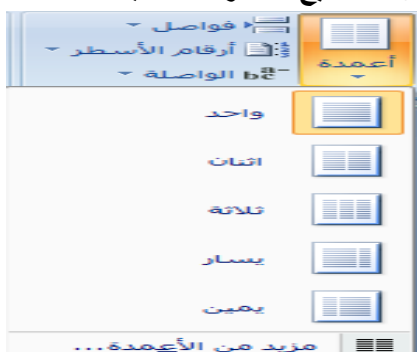 فواصل
أرقام الأسطر
الواصلة
أعمدة
واحد
اثنان
ثلاثة
يسار
يمين
مزيد من الأعمدة...